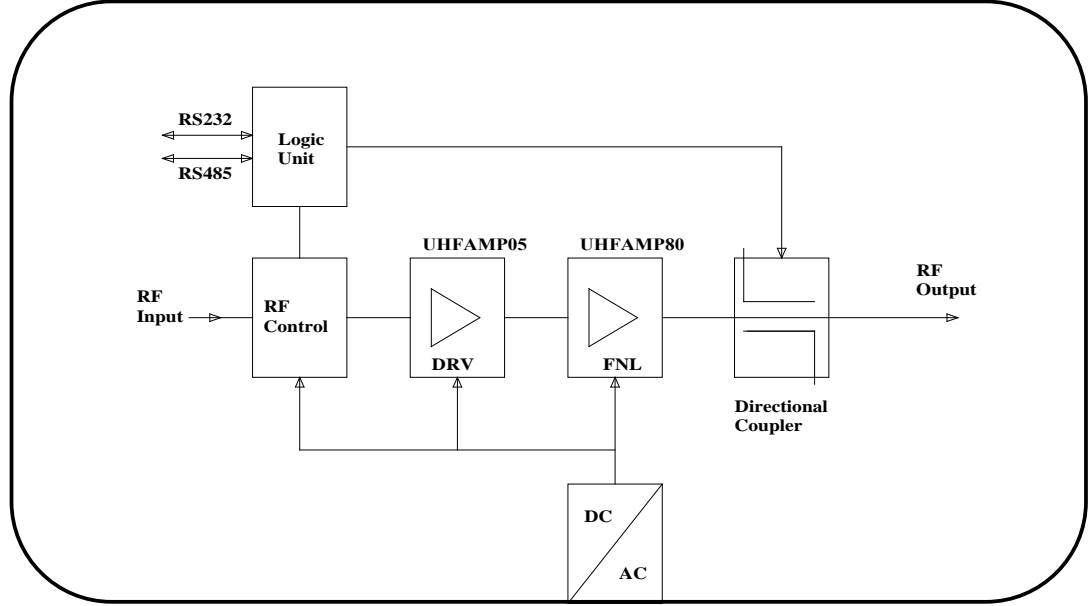 RS232
RS485
Logic
Unit
UHFAMP05
UHFAMP80
RF
Input
RF
Control
DRV
FNL
RF
Output
Directional
Coupler
DC
AC